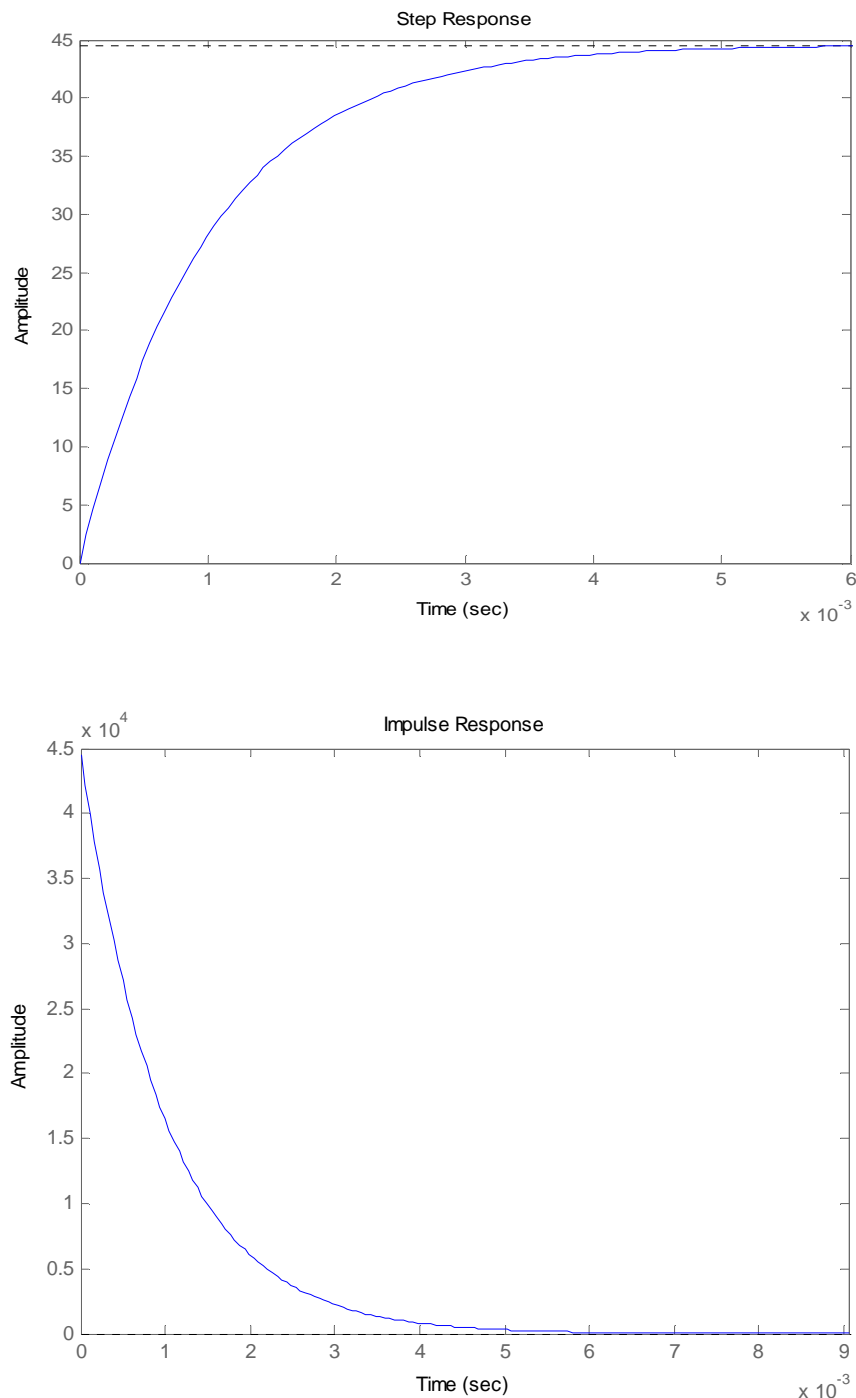 Step Response
45
40
35
30
25
20
15
10
5
0
Amplitude
0 1 2 3 4 5 6
Time (sec)
x 10^-3
x 10^4
Impulse Response
4.5
4
3.5
3
2.5
2
1.5
1
0.5
0
Amplitude
0 1 2 3 4 5 6 7 8 9
Time (sec)
x 10^-3